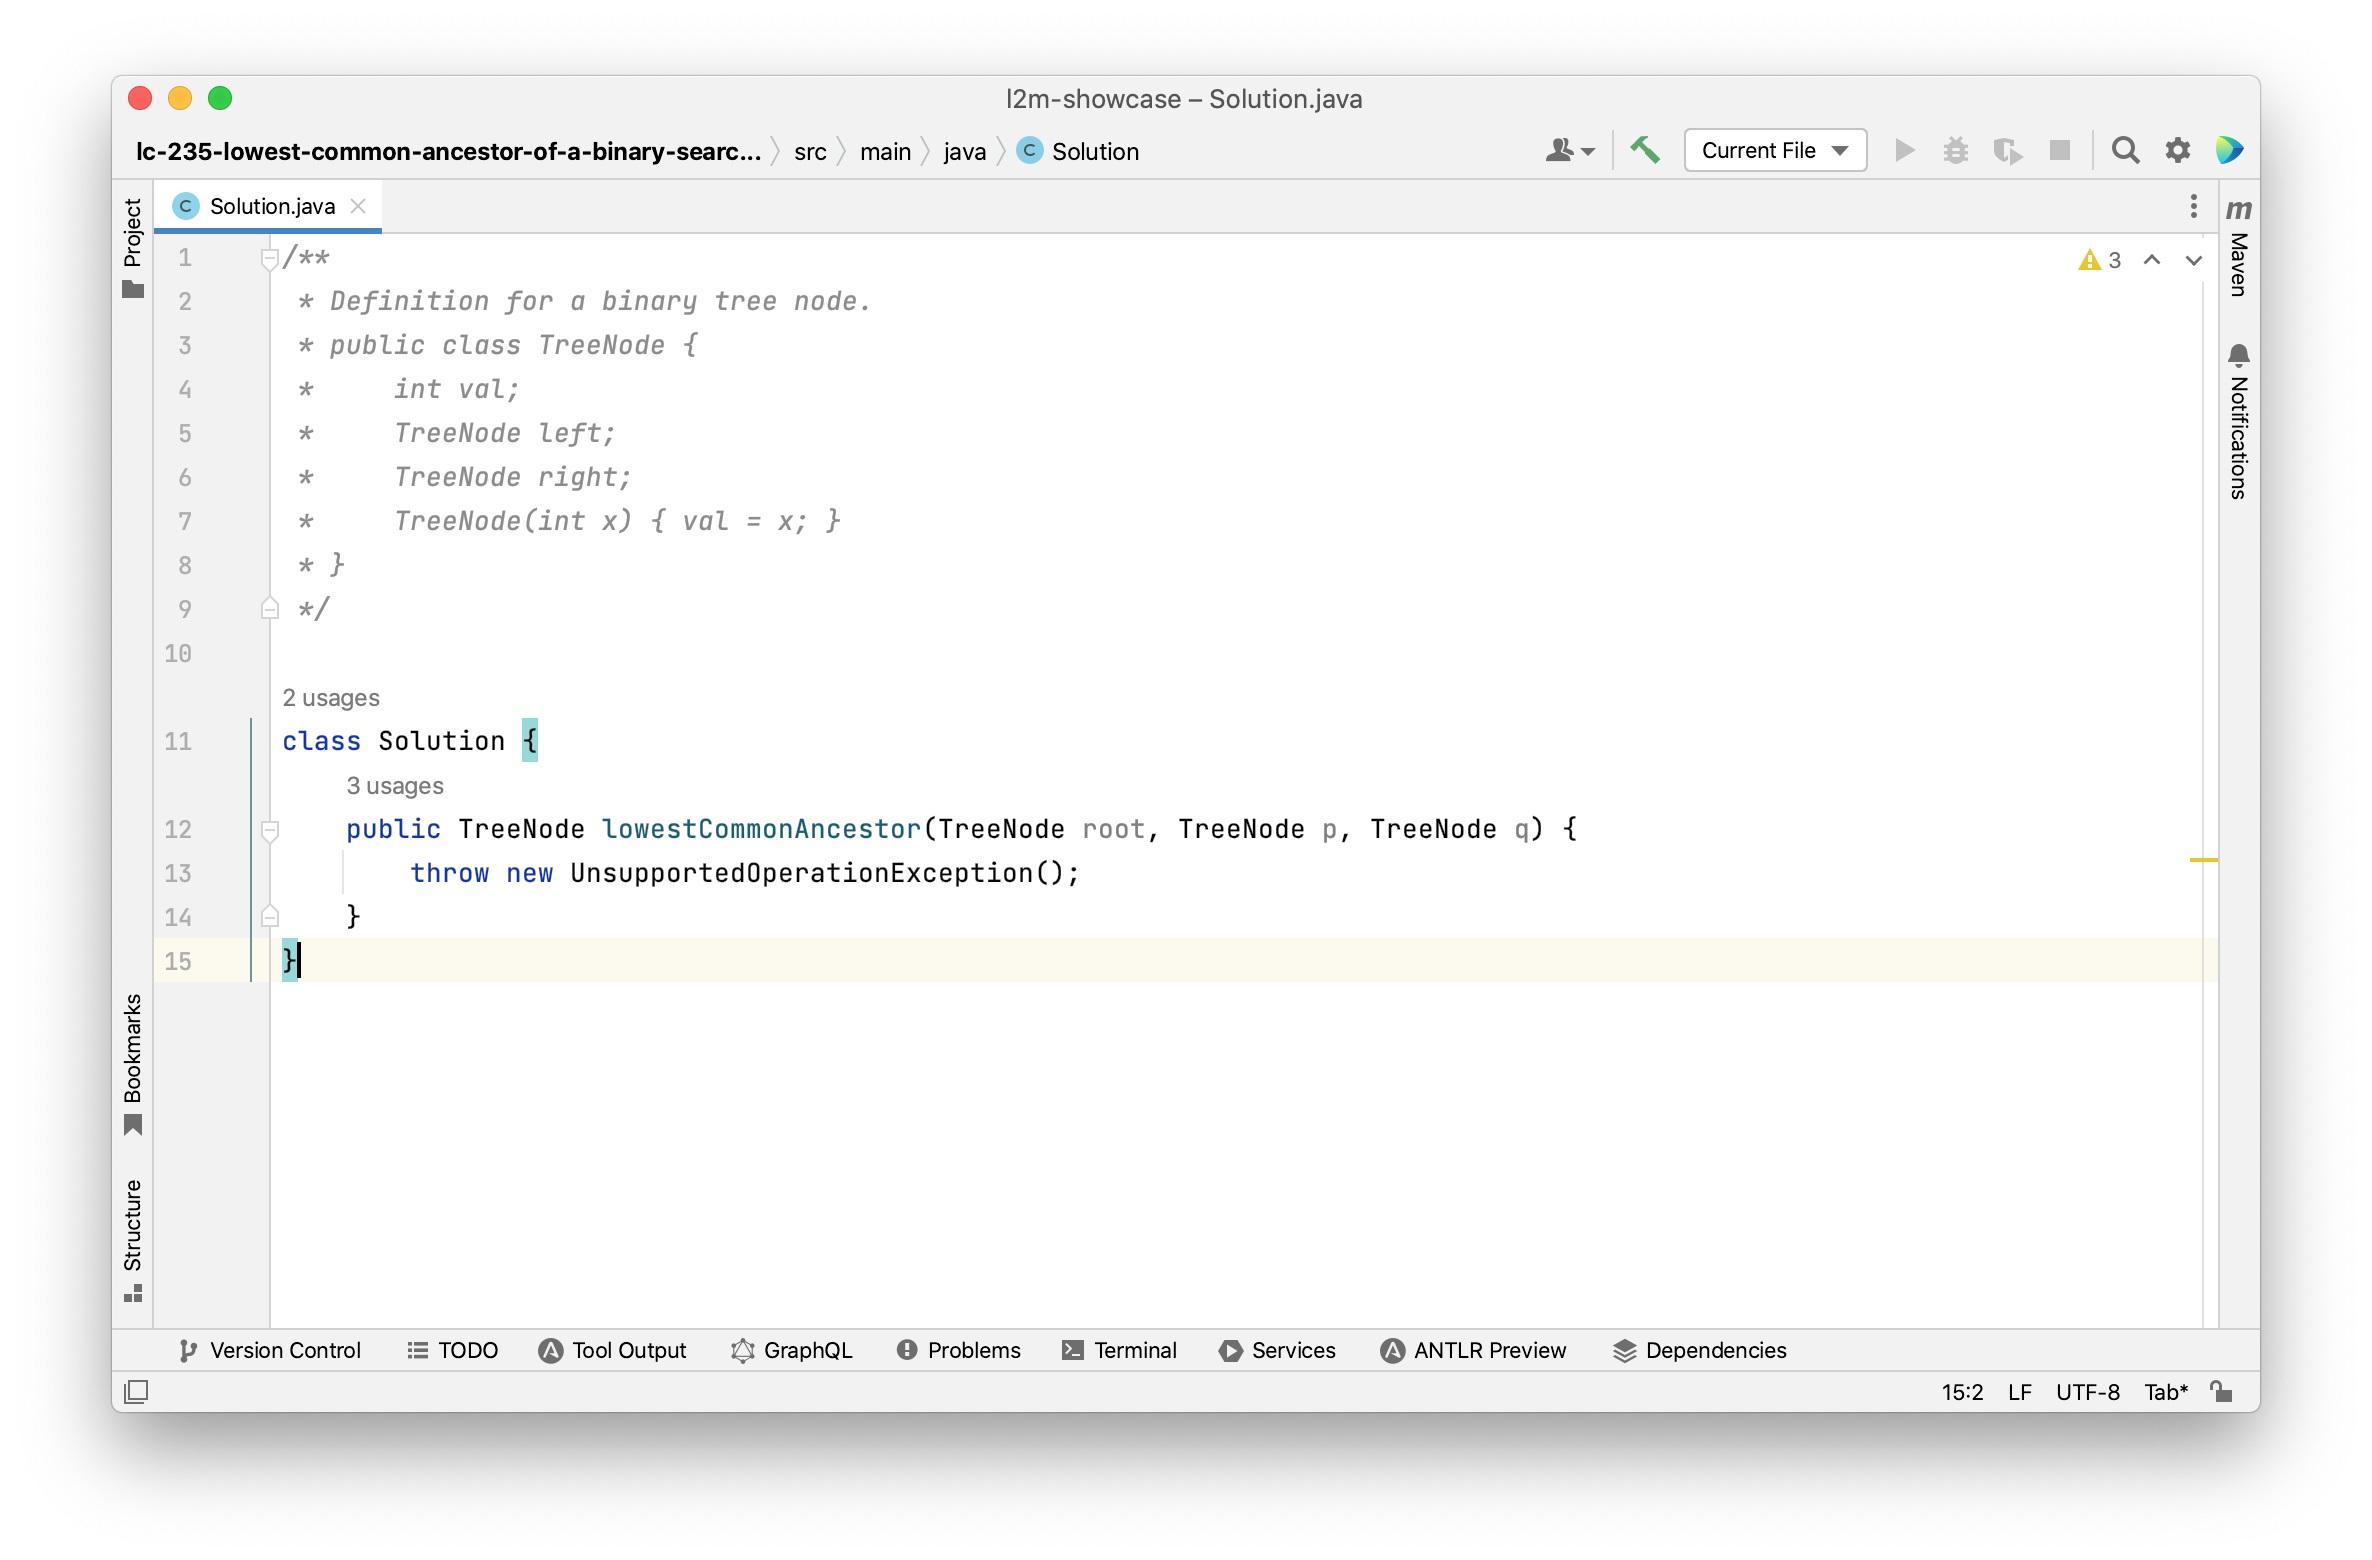 l2m-showcase – Solution.java
lc-235-lowest-common-ancestor-of-a-binary-searc... src main java C Solution
Current File
Project
C Solution.java
3
m Maven
Notifications
1 /**
2  * Definition for a binary tree node.
3  * public class TreeNode {
4  *     int val;
5  *     TreeNode left;
6  *     TreeNode right;
7  *     TreeNode(int x) { val = x; }
8  * }
9  */
10
2 usages
11 class Solution {
3 usages
12     public TreeNode lowestCommonAncestor(TreeNode root, TreeNode p, TreeNode q) {
13         throw new UnsupportedOperationException();
14     }
15 }
Bookmarks
Structure
Version Control TODO Tool Output GraphQL Problems Terminal Services ANTLR Preview Dependencies
15:2 LF UTF-8 Tab*